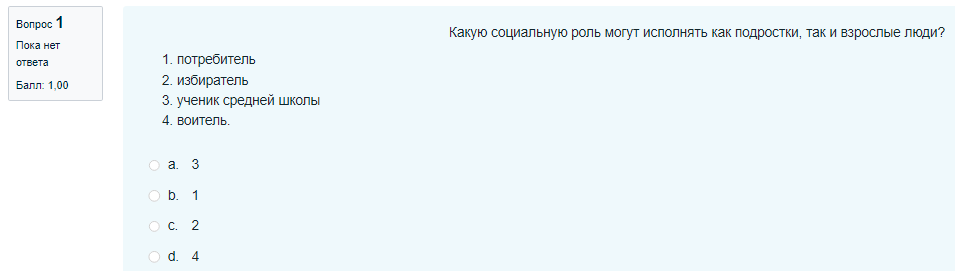 Вопрос 1
Пока нет
ответа
Балл: 1,00
Какую социальную роль могут исполнять как подростки, так и взрослые люди?
1. потребитель
2. избиратель
3. ученик средней школы
4. воитель.
a. 3
b. 1
c. 2
d. 4